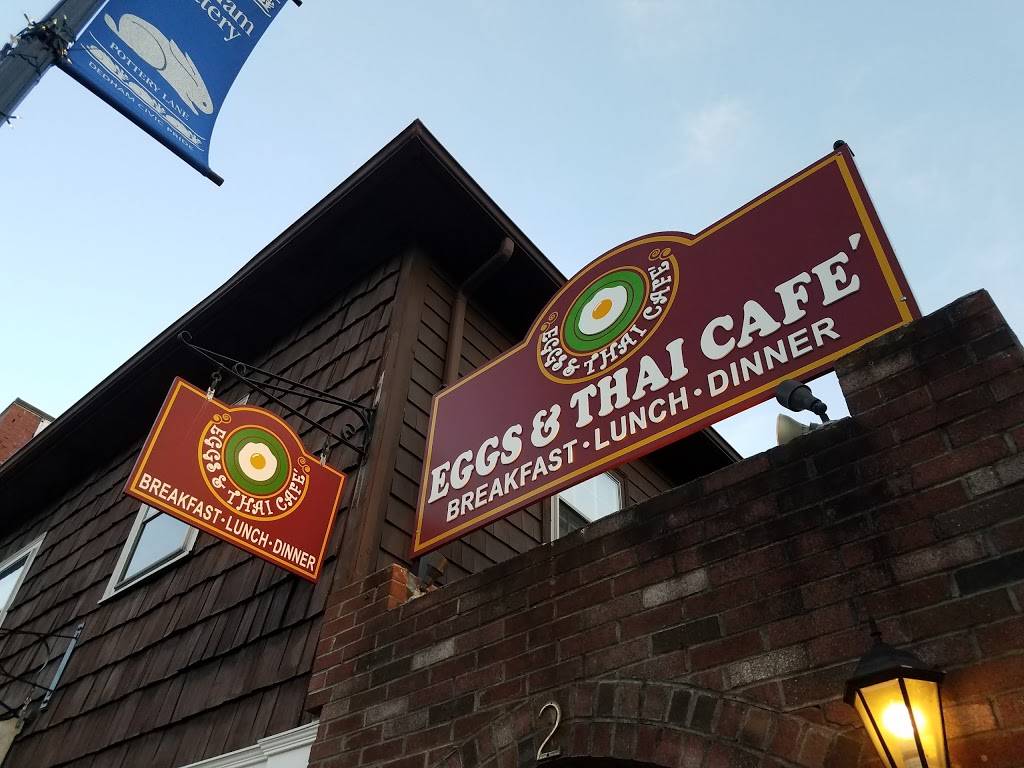 POTTERY LANE
DEDHAM CIVIC PRIDE
EGGS & THAI CAFE'
EGGS & THAI CAFE'
BREAKFAST · LUNCH · DINNER
EGGS & THAI CAFE'
BREAKFAST · LUNCH · DINNER
2